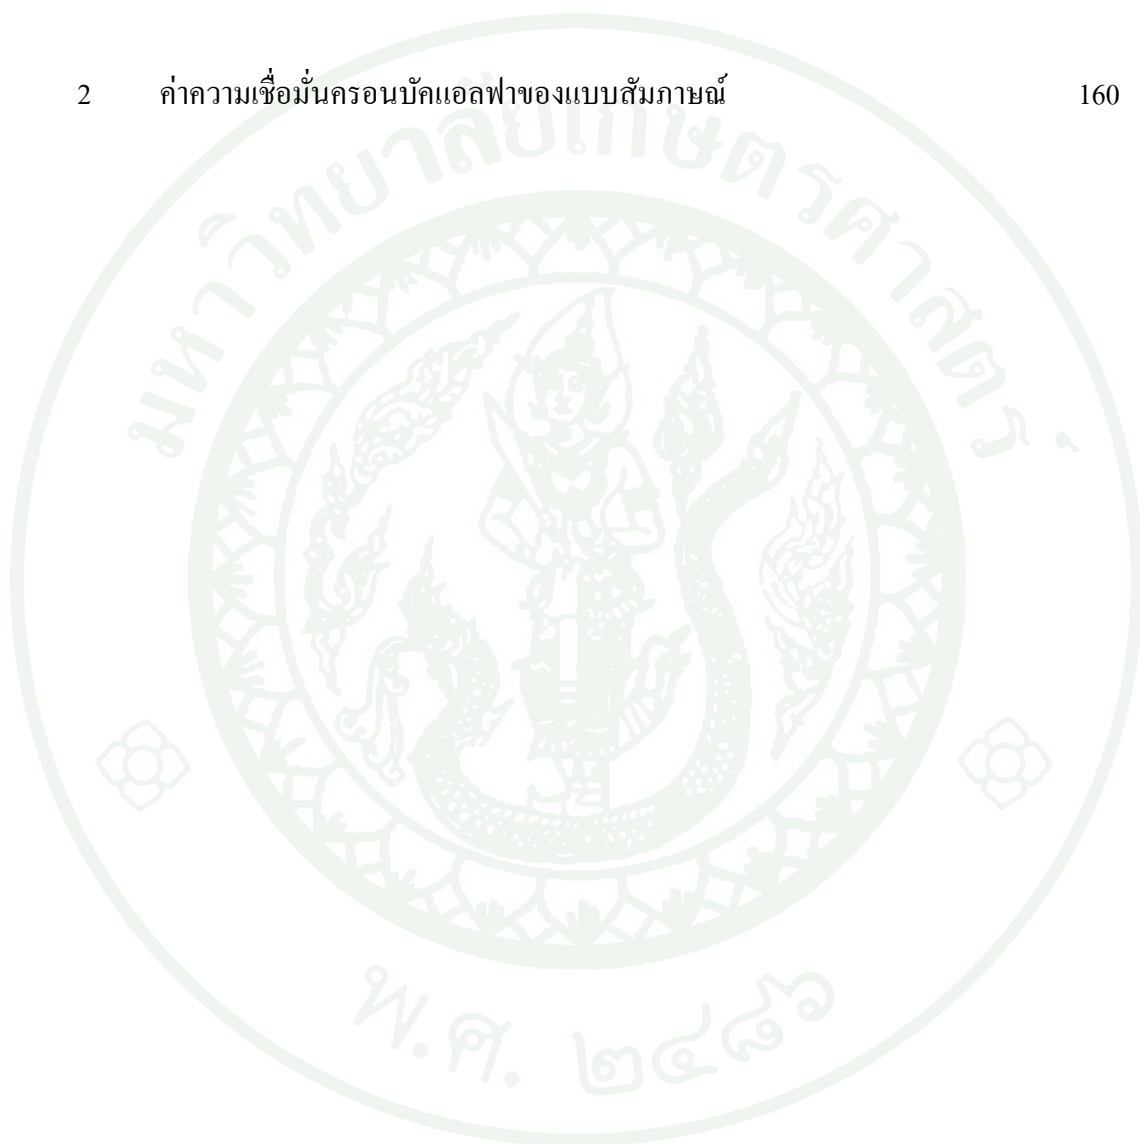 2 ค่าความเชื่อมั่นครอนบัคแอลฟาของแบบสัมภาษณ์ 160
มหาวิทยาลัยเกษตรศาสตร์
พ.ศ. ๒๔๘๖